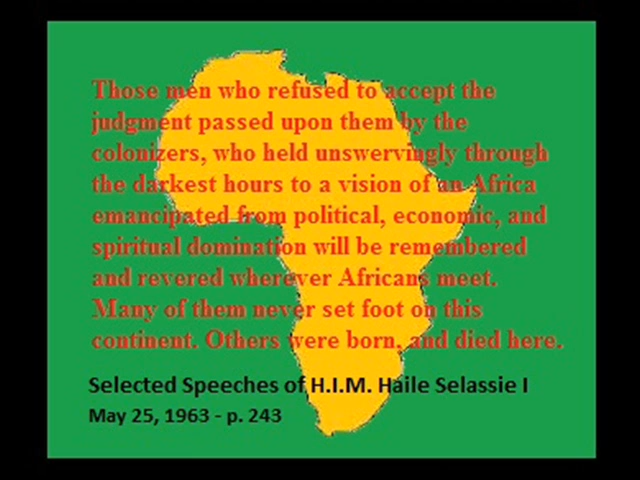 Those men who refused to accept the
judgment passed upon them by the
colonizers, who held unswervingly through
the darkest hours to a vision of an Africa
emancipated from political, economic, and
spiritual domination will be remembered
and revered wherever Africans meet.
Many of them never set foot on this
continent. Others were born, and died here.
Selected Speeches of H.I.M. Haile Selassie I
May 25, 1963 - p. 243